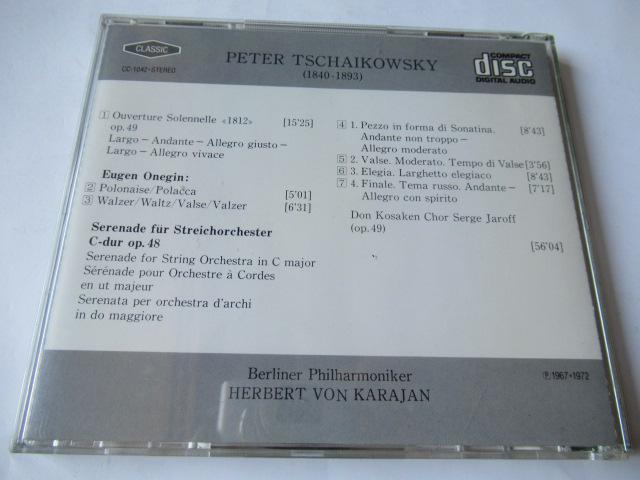 CLASSIC
CC-1042・STEREO
PETER TSCHAIKOWSKY
(1840-1893)
COMPACT
disc
DIGITAL AUDIO
1 Ouverture Solennelle «1812» [15'25]
op. 49
Largo – Andante – Allegro giusto –
Largo – Allegro vivace
Eugen Onegin:
2 Polonaise/Polacca [5'01]
3 Walzer/Waltz/Valse/Valzer [6'31]
Serenade für Streichorchester
C-dur op. 48
Serenade for String Orchestra in C major
Sérénade pour Orchestre à Cordes
en ut majeur
Serenata per orchestra d'archi
in do maggiore
4 1. Pezzo in forma di Sonatina. [8'43]
Andante non troppo –
Allegro moderato
5 2. Valse. Moderato. Tempo di Valse [3'56]
6 3. Elegia. Larghetto elegiaco [8'43]
7 4. Finale. Tema russo. Andante – [7'17]
Allegro con spirito
Don Kosaken Chor Serge Jaroff
(op. 49)
[56'04]
Berliner Philharmoniker
HERBERT VON KARAJAN
℗ 1967・1972